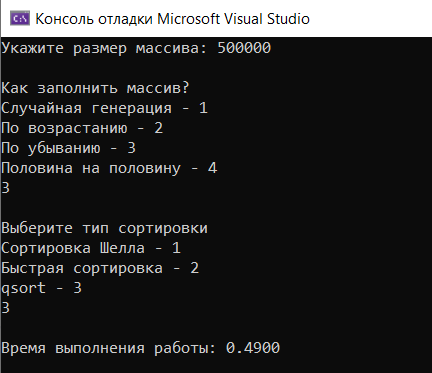 Консоль отладки Microsoft Visual Studio
Укажите размер массива: 500000
Как заполнить массив?
Случайная генерация - 1
По возрастанию - 2
По убыванию - 3
Половина на половину - 4
3
Выберите тип сортировки
Сортировка Шелла - 1
Быстрая сортировка - 2
qsort - 3
3
Время выполнения работы: 0.4900